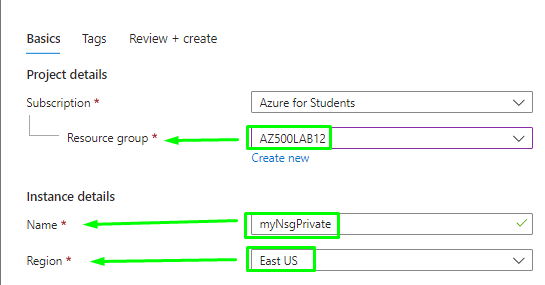 Basics Tags Review + create
Project details
Subscription * Azure for Students
Resource group * AZ500LAB12
Create new
Instance details
Name * myNsgPrivate
Region * East US